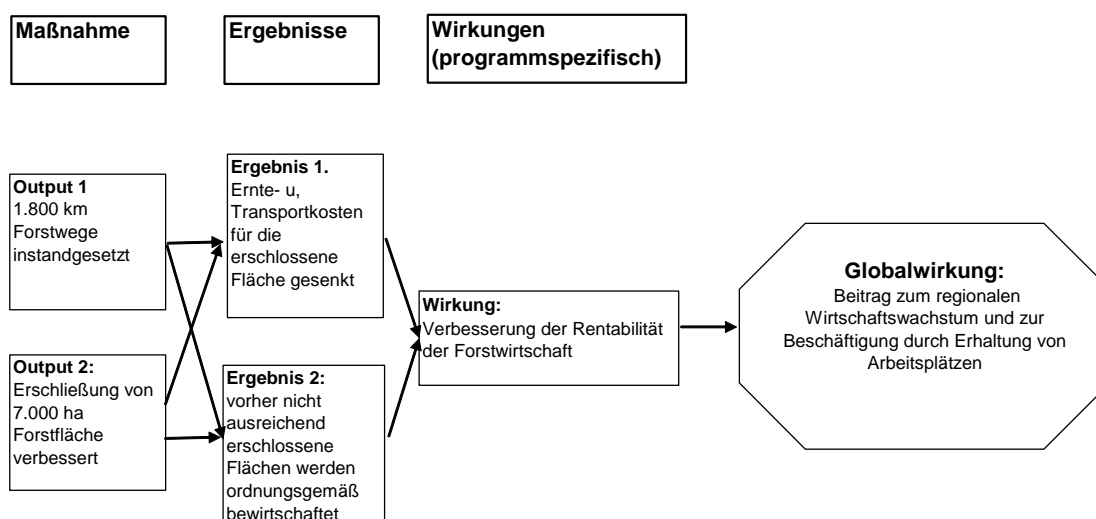 Maßnahme
Ergebnisse
Wirkungen
(programmspezifisch)
Output 1
1.800 km
Forstwege
instandgesetzt
Output 2:
Erschließung von
7.000 ha
Forstfläche
verbessert
Ergebnis 1.
Ernte- u,
Transportkosten
für die
erschlossene
Fläche gesenkt
Ergebnis 2:
vorher nicht
ausreichend
erschlossene
Flächen werden
ordnungsgemäß
bewirtschaftet
Wirkung:
Verbesserung der Rentabilität
der Forstwirtschaft
Globalwirkung:
Beitrag zum regionalen
Wirtschaftswachstum und zur
Beschäftigung durch Erhaltung von
Arbeitsplätzen